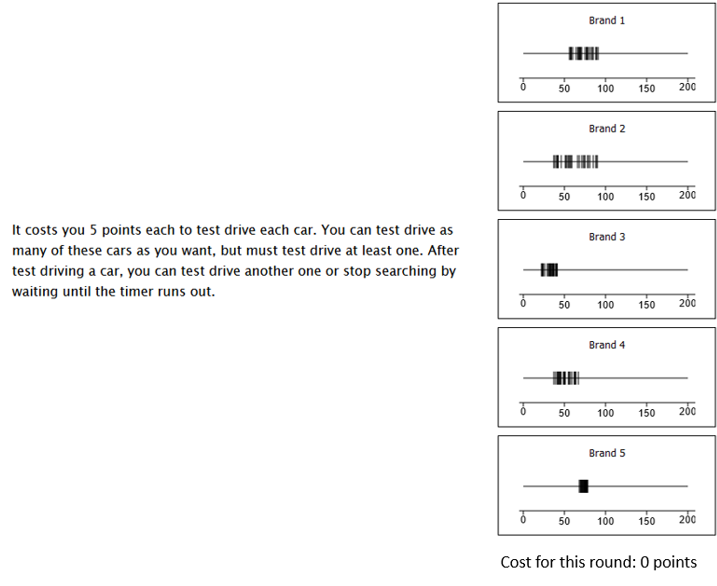 Brand 1
0 50 100 150 200
Brand 2
0 50 100 150 200
It costs you 5 points each to test drive each car. You can test drive as
many of these cars as you want, but must test drive at least one. After
test driving a car, you can test drive another one or stop searching by
waiting until the timer runs out.
Brand 3
0 50 100 150 200
Brand 4
0 50 100 150 200
Brand 5
0 50 100 150 200
Cost for this round: 0 points